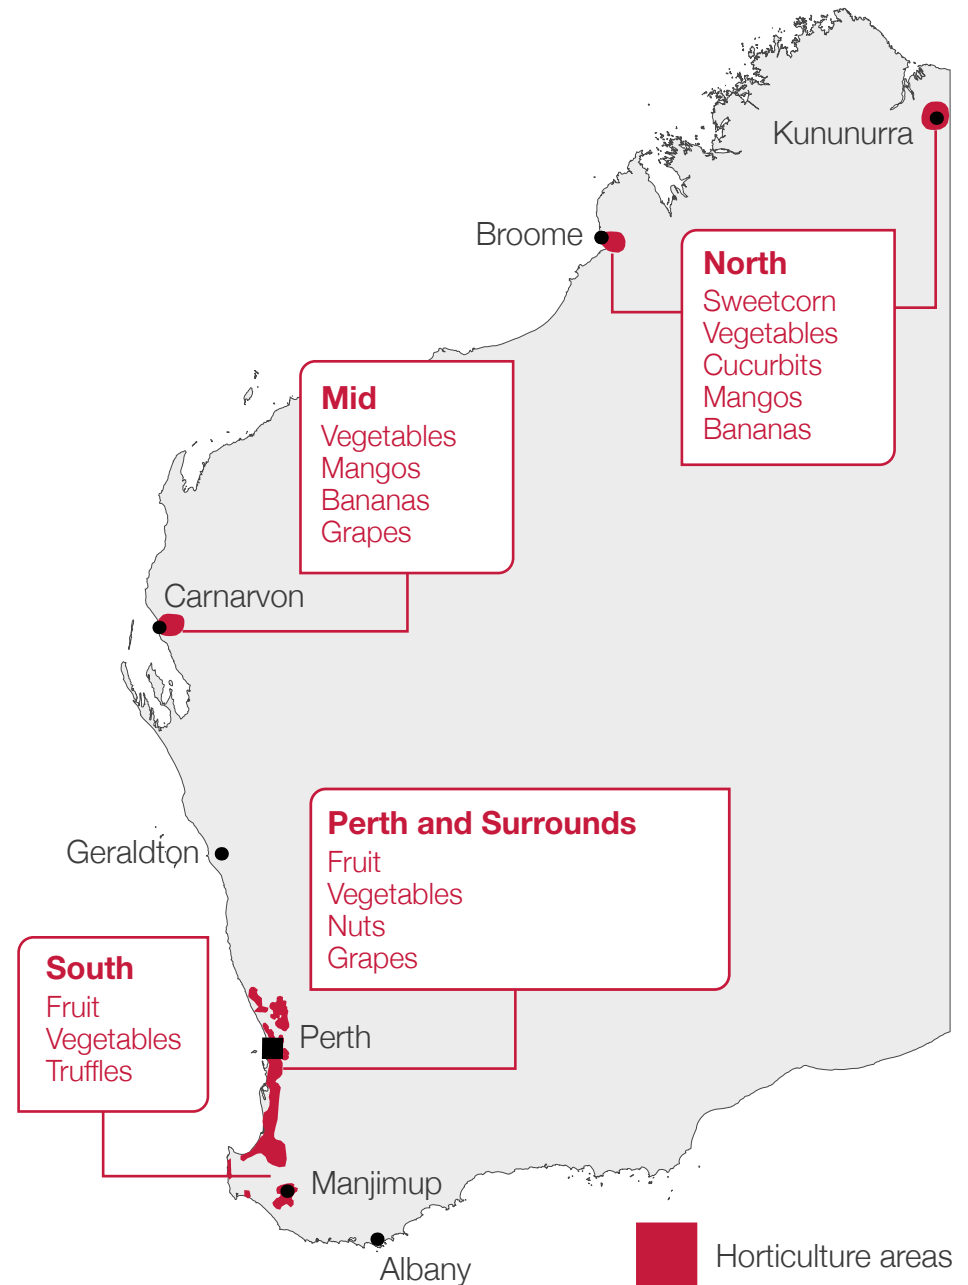 Kununurra
Broome
North
Sweetcorn
Vegetables
Cucurbits
Mangos
Bananas
Mid
Vegetables
Mangos
Bananas
Grapes
Carnarvon
Perth and Surrounds
Fruit
Vegetables
Nuts
Grapes
Geraldton
South
Fruit
Vegetables
Truffles
Perth
Manjimup
Albany
Horticulture areas